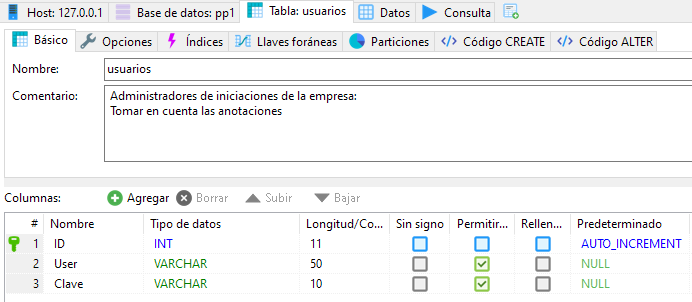 Host: 127.0.0.1 Base de datos: pp1 Tabla: usuarios Datos Consulta
Básico Opciones Índices Llaves foráneas Particiones Código CREATE Código ALTER
Nombre: usuarios
Comentario: Administradores de iniciaciones de la empresa:
Tomar en cuenta las anotaciones
Columnas: Agregar Borrar Subir Bajar
# Nombre Tipo de datos Longitud/Co... Sin signo Permitir... Rellen... Predeterminado
1 ID INT 11 AUTO_INCREMENT
2 User VARCHAR 50 NULL
3 Clave VARCHAR 10 NULL